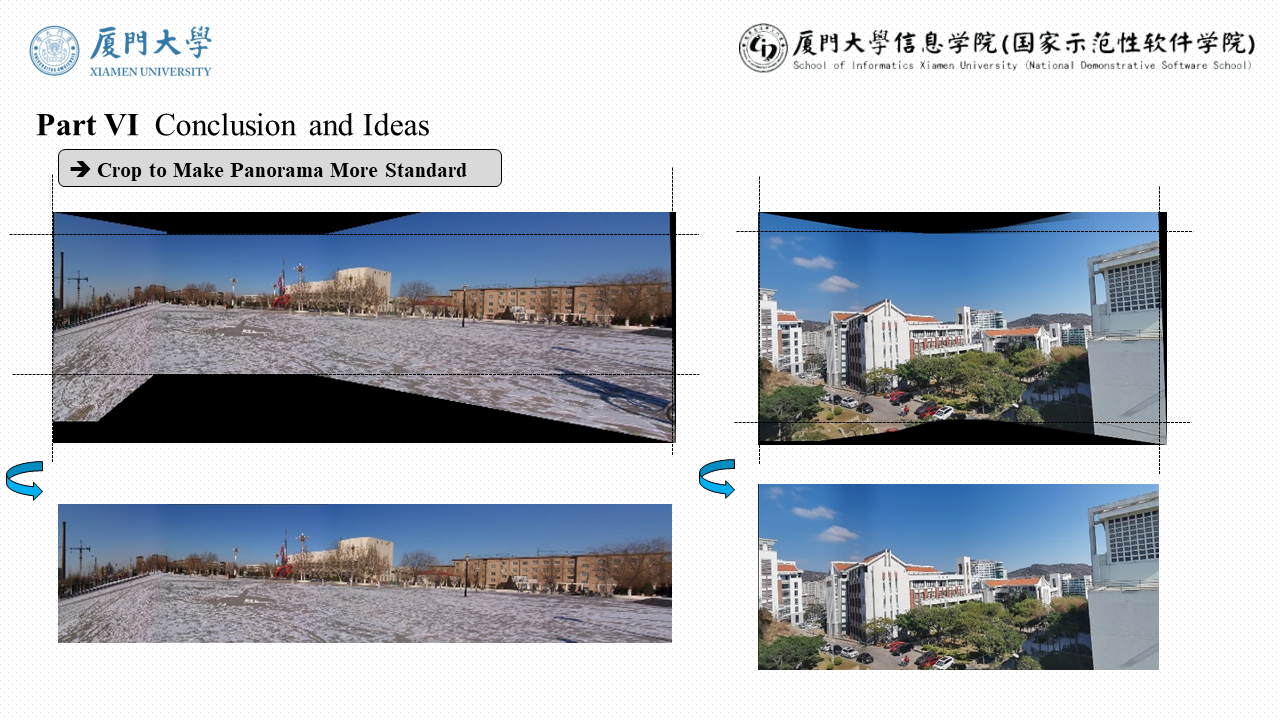 厦門大學
XIAMEN UNIVERSITY
厦門大學信息学院(国家示范性软件学院)
School of Informatics Xiamen University (National Demonstrative Software School)
Part VI Conclusion and Ideas
➔ Crop to Make Panorama More Standard